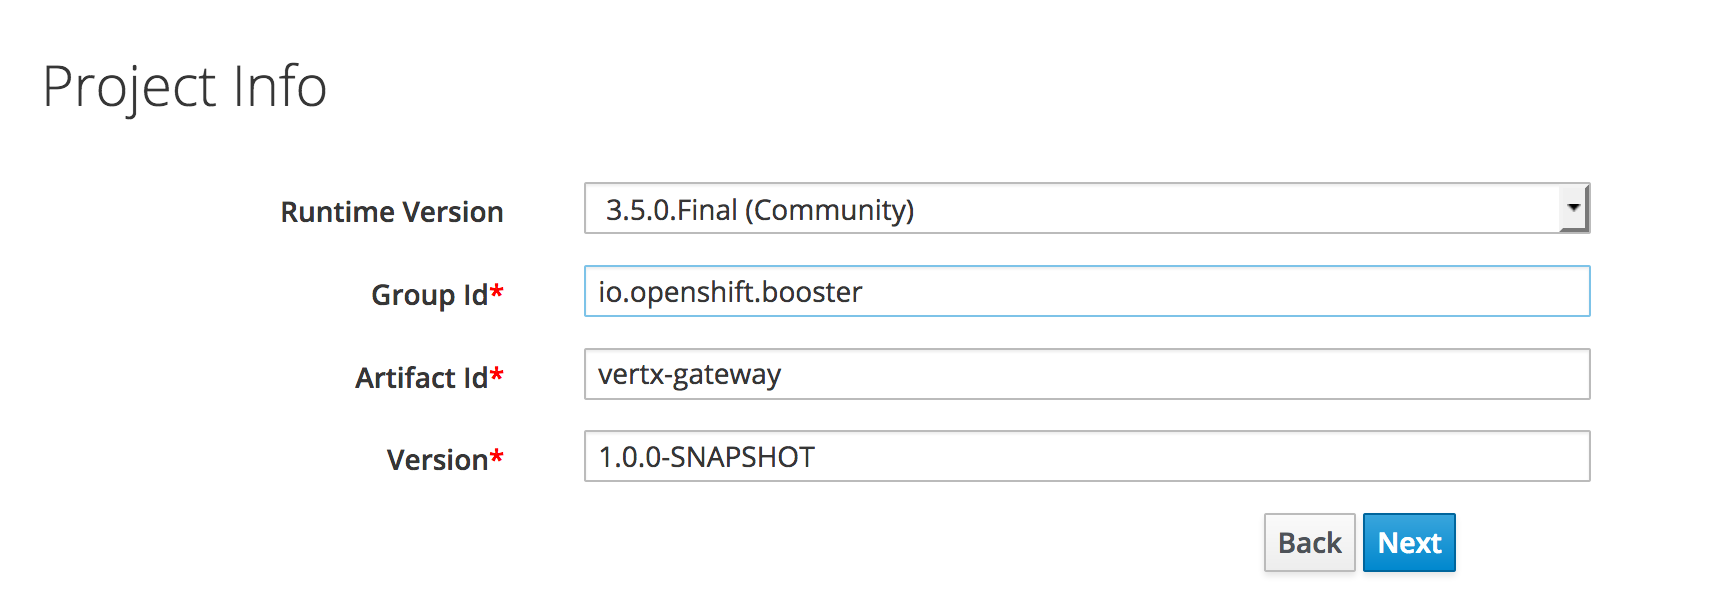 Project Info
Runtime Version 3.5.0.Final (Community)
Group Id* io.openshift.booster
Artifact Id* vertx-gateway
Version* 1.0.0-SNAPSHOT
Back Next